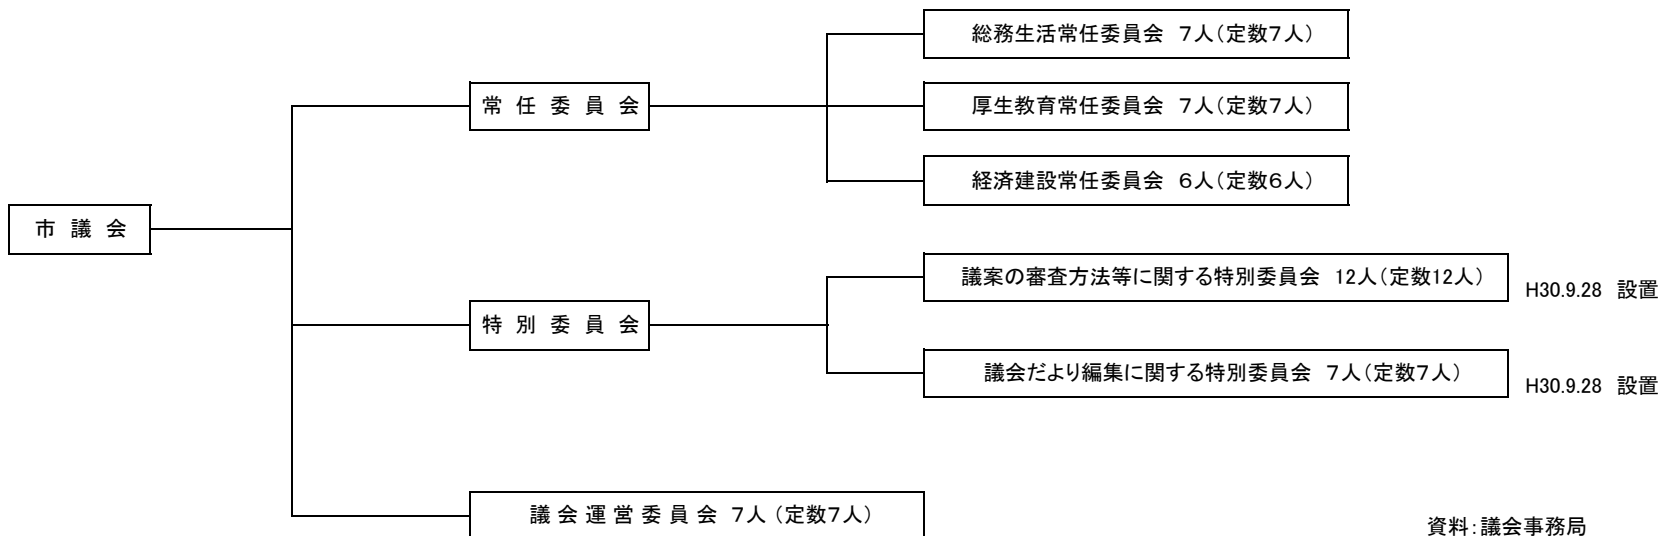 総務生活常任委員会 7人(定数7人)
常任委員会
厚生教育常任委員会 7人(定数7人)
経済建設常任委員会 6人(定数6人)
市議会
議案の審査方法等に関する特別委員会 12人(定数12人)
H30.9.28 設置
特別委員会
議会だより編集に関する特別委員会 7人(定数7人)
H30.9.28 設置
議会運営委員会 7人(定数7人)
資料:議会事務局